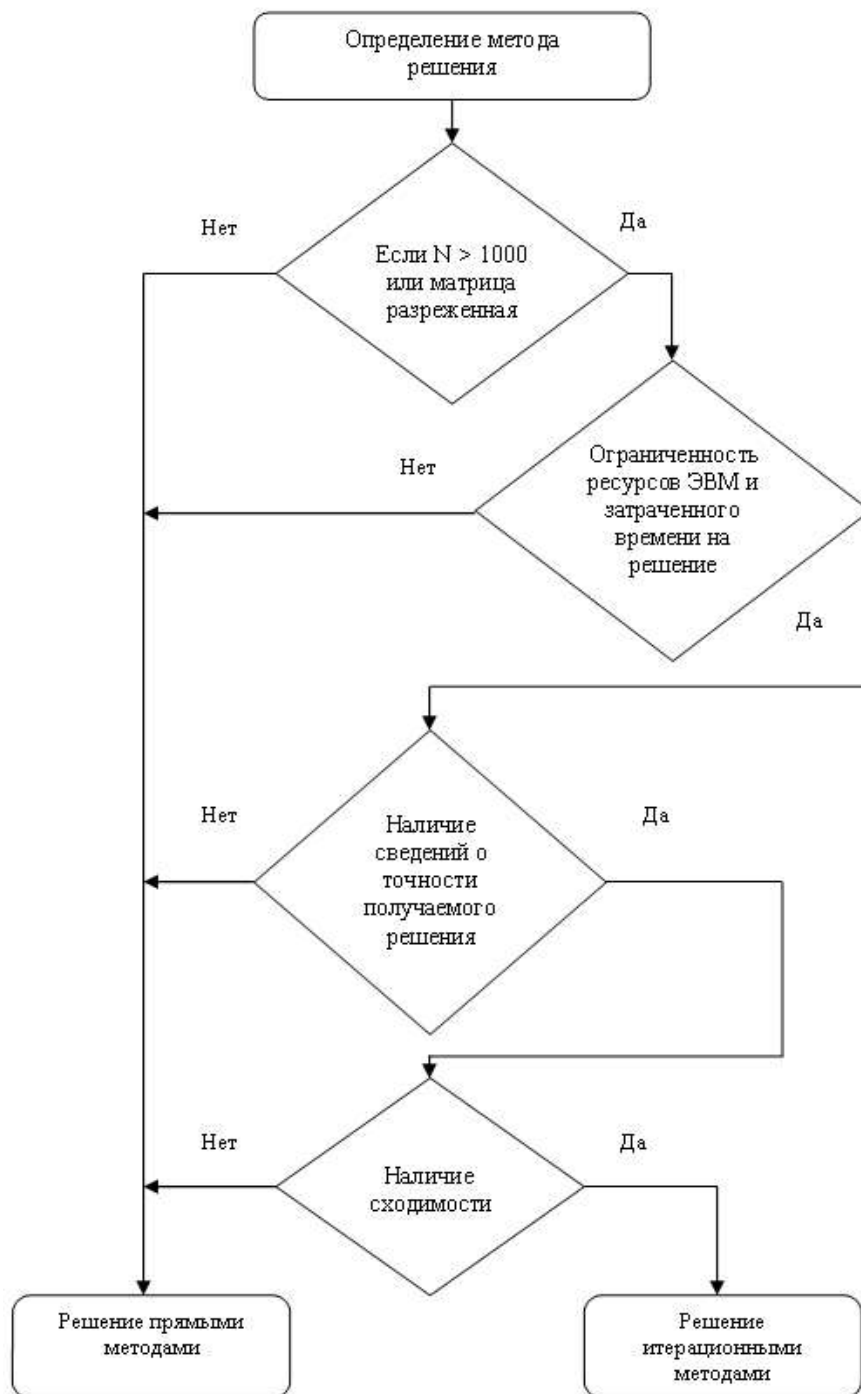 Определение метода
решения
Нет
Да
Если N > 1000
или матрица
разреженная
Нет
Ограниченность
ресурсов ЭВМ и
затраченного
времени на
решение
Да
Нет
Да
Наличие
сведений о
точности
получаемого
решения
Нет
Да
Наличие
сходимости
Решение прямыми
методами
Решение
итерационными
методами